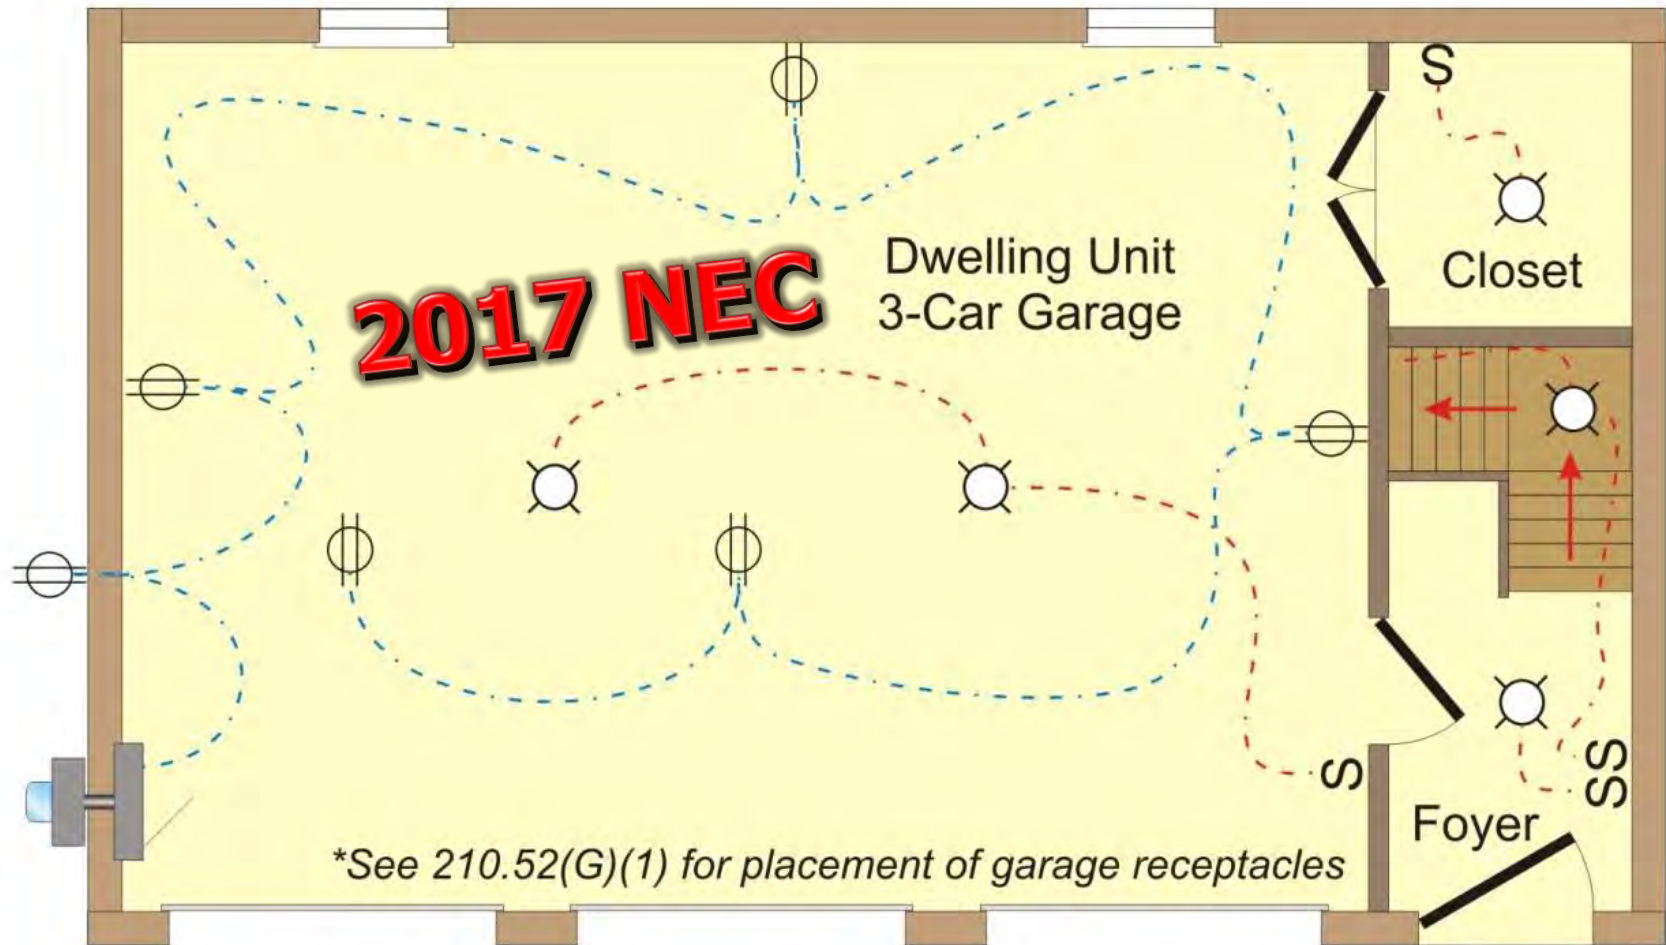 S
2017 NEC
Dwelling Unit
3-Car Garage
Closet
S
SS
Foyer
*See 210.52(G)(1) for placement of garage receptacles